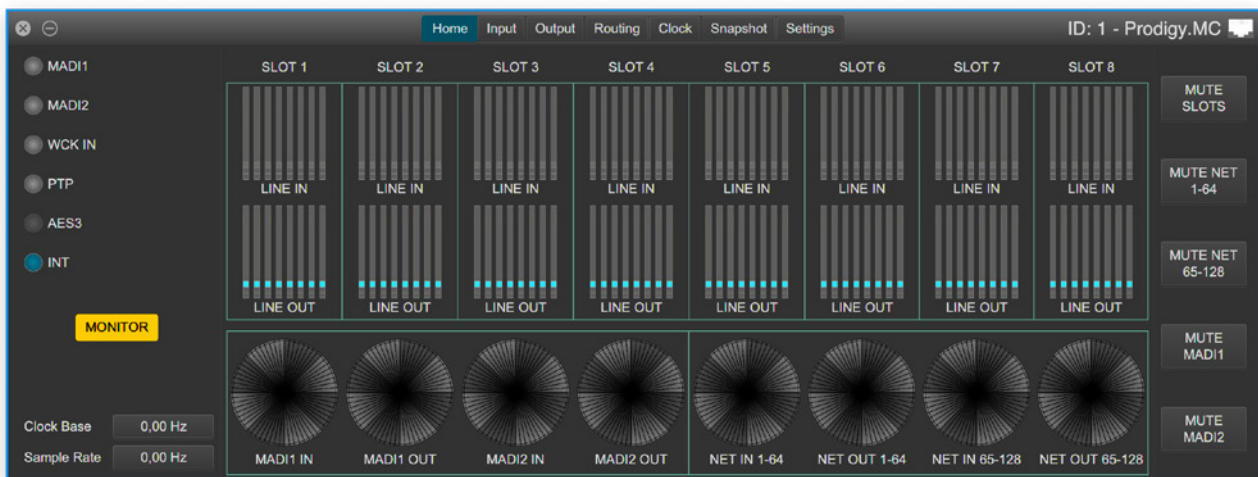 Home Input Output Routing Clock Snapshot Settings
ID: 1 - Prodigy.MC
MADI1
MADI2
WCK IN
PTP
AES3
INT
MONITOR
Clock Base 0,00 Hz
Sample Rate 0,00 Hz
SLOT 1 SLOT 2 SLOT 3 SLOT 4 SLOT 5 SLOT 6 SLOT 7 SLOT 8
LINE IN LINE IN LINE IN LINE IN LINE IN LINE IN LINE IN LINE IN
LINE OUT LINE OUT LINE OUT LINE OUT LINE OUT LINE OUT LINE OUT LINE OUT
MADI1 IN MADI1 OUT MADI2 IN MADI2 OUT NET IN 1-64 NET OUT 1-64 NET IN 65-128 NET OUT 65-128
MUTE
SLOTS
MUTE NET
1-64
MUTE NET
65-128
MUTE
MADI1
MUTE
MADI2